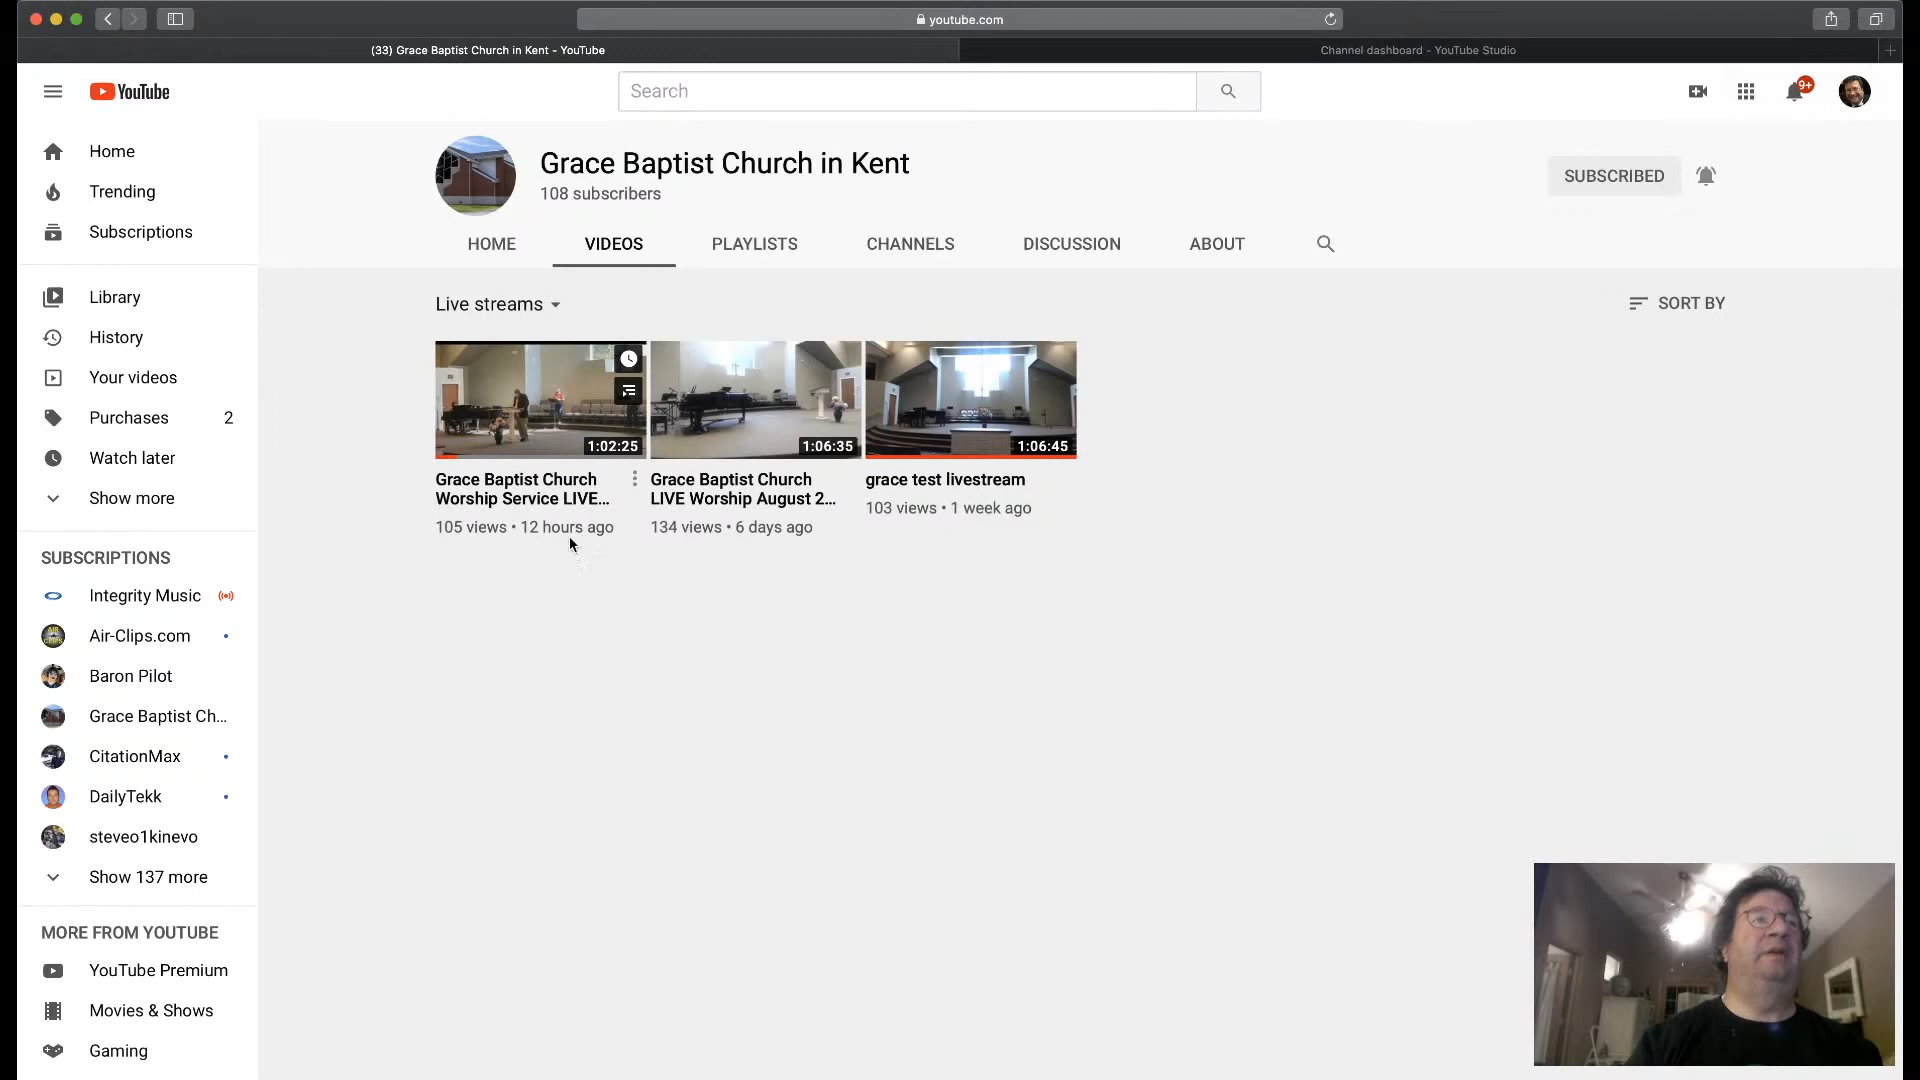 youtube.com
(33) Grace Baptist Church in Kent - YouTube
Channel dashboard - YouTube Studio
YouTube
Search
9+
Home
Trending
Subscriptions
Library
History
Your videos
Purchases 2
Watch later
Show more
SUBSCRIPTIONS
Integrity Music
Air-Clips.com
Baron Pilot
Grace Baptist Ch...
CitationMax
DailyTekk
steveo1kinevo
Show 137 more
MORE FROM YOUTUBE
YouTube Premium
Movies & Shows
Gaming
Grace Baptist Church in Kent
108 subscribers
SUBSCRIBED
HOME VIDEOS PLAYLISTS CHANNELS DISCUSSION ABOUT
Live streams
SORT BY
1:02:25
Grace Baptist Church
Worship Service LIVE...
105 views • 12 hours ago
1:06:35
Grace Baptist Church
LIVE Worship August 2...
134 views • 6 days ago
1:06:45
grace test livestream
103 views • 1 week ago